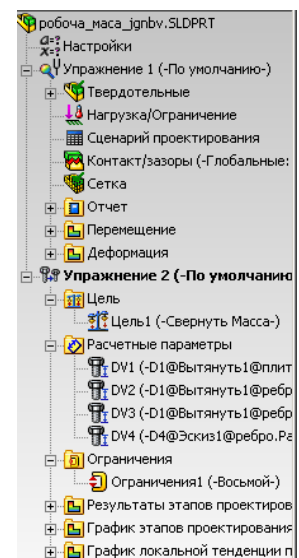 робоча_маса_jgnbv.SLDPRT
Настройки
Упражнение 1 (-По умолчанию-)
Твердотельные
Нагрузка/Ограничение
Сценарий проектирования
Контакт/зазоры (-Глобальные:
Сетка
Отчет
Перемещение
Деформация
Упражнение 2 (-По умолчанию
Цель
Цель1 (-Свернуть Масса-)
Расчетные параметры
DV1 (-D1@Вытянуть1@плит
DV2 (-D1@Вытянуть1@ребр
DV3 (-D1@Вытянуть1@ребр
DV4 (-D4@Эскиз1@ребро.Pa
Ограничения
Ограничения1 (-Восьмой-)
Результаты этапов проектиров
График этапов проектирования
График локальной тенденции п